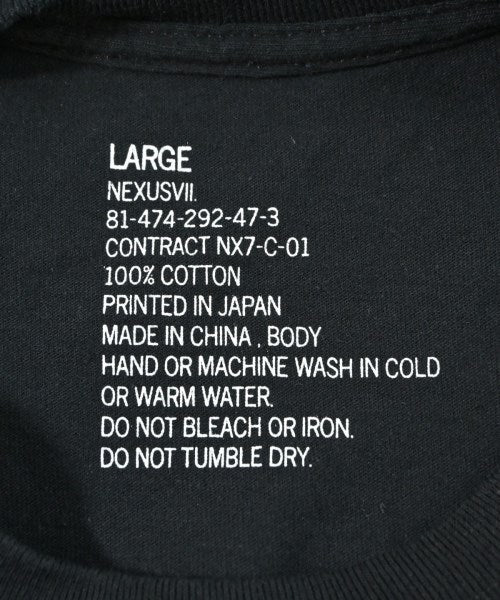 LARGE
NEXUSVII.
81-474-292-47-3
CONTRACT NX7-C-01
100% COTTON
PRINTED IN JAPAN
MADE IN CHINA , BODY
HAND OR MACHINE WASH IN COLD
OR WARM WATER.
DO NOT BLEACH OR IRON.
DO NOT TUMBLE DRY.